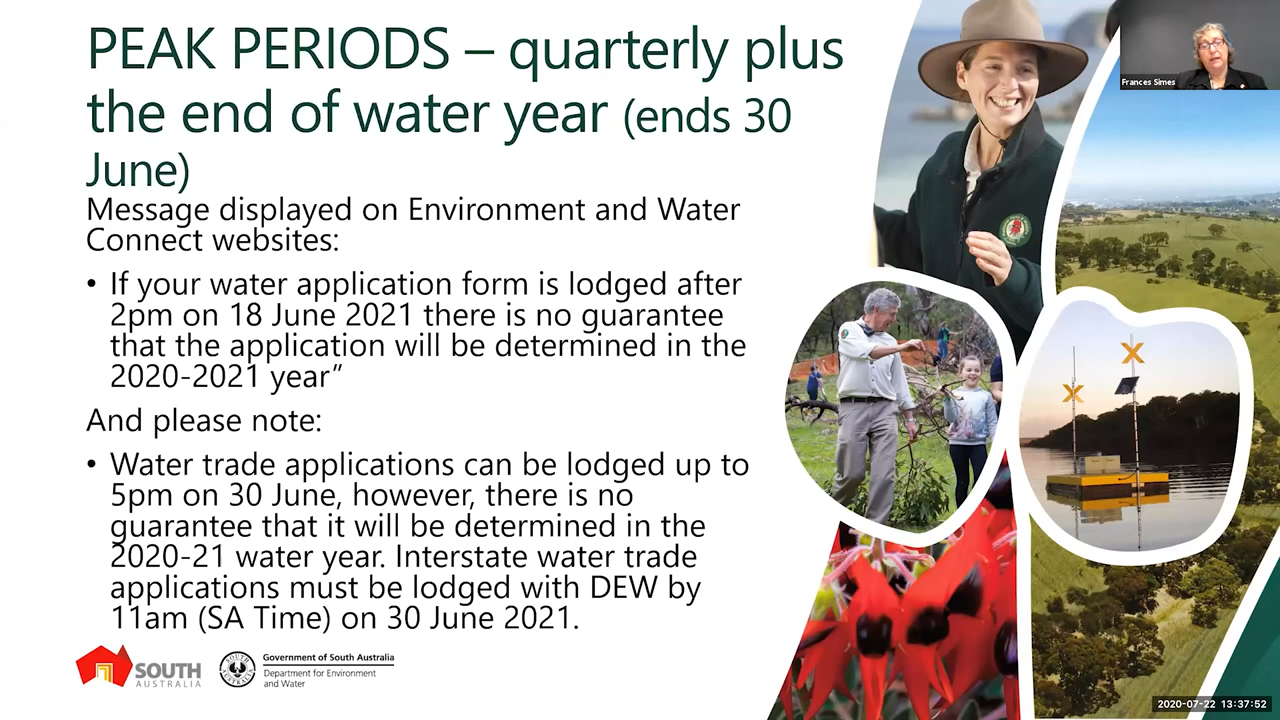 PEAK PERIODS – quarterly plus
the end of water year (ends 30
June)
Message displayed on Environment and Water
Connect websites:
• If your water application form is lodged after
2pm on 18 June 2021 there is no guarantee
that the application will be determined in the
2020-2021 year”
And please note:
• Water trade applications can be lodged up to
5pm on 30 June, however, there is no
guarantee that it will be determined in the
2020-21 water year. Interstate water trade
applications must be lodged with DEW by
11am (SA Time) on 30 June 2021.
SOUTH
AUSTRALIA
Government of South Australia
Department for Environment
and Water
Frances Simes
2020-07-22 13:37:52